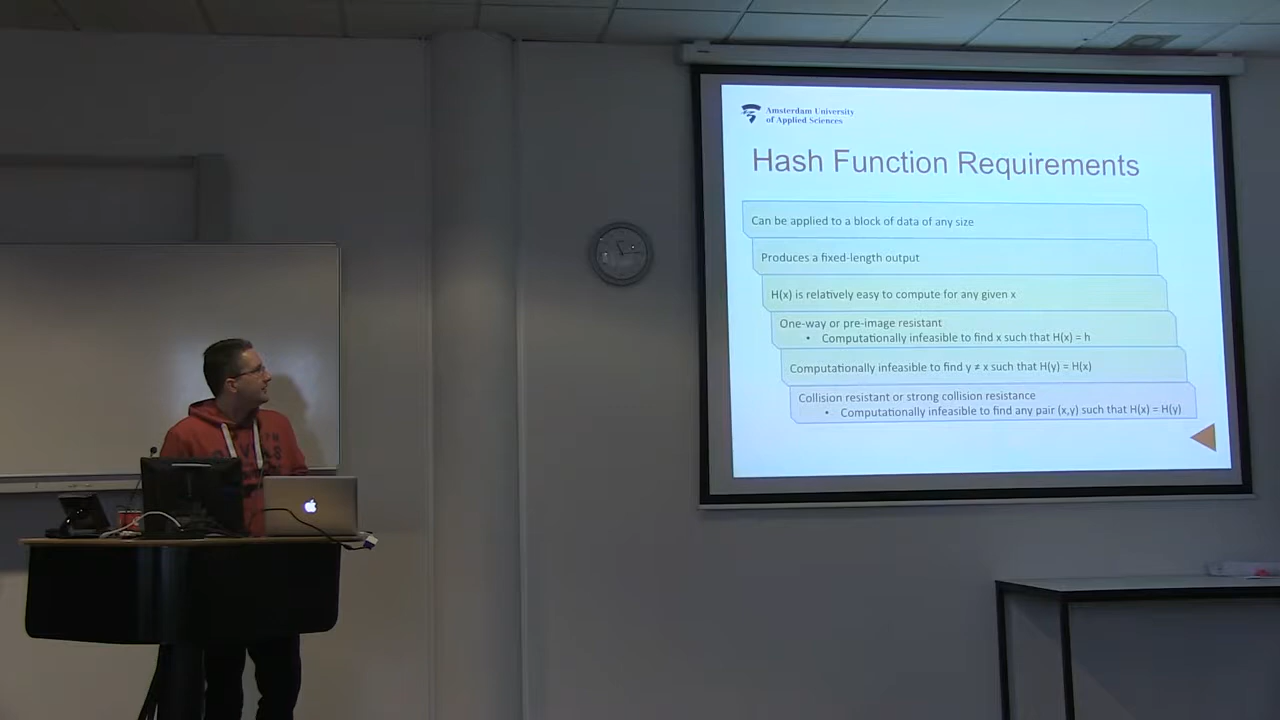 Amsterdam University
of Applied Sciences
Hash Function Requirements
Can be applied to a block of data of any size
Produces a fixed-length output
H(x) is relatively easy to compute for any given x
One-way or pre-image resistant
• Computationally infeasible to find x such that H(x) = h
Computationally infeasible to find y ≠ x such that H(y) = H(x)
Collision resistant or strong collision resistance
• Computationally infeasible to find any pair (x,y) such that H(x) = H(y)